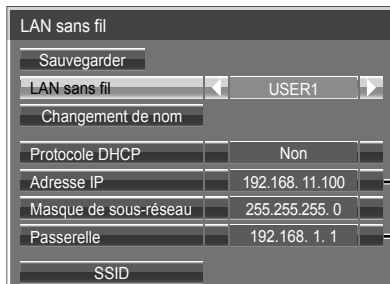 LAN sans fil
Sauvegarder
LAN sans fil USER1
Changement de nom
Protocole DHCP Non
Adresse IP 192.168. 11.100
Masque de sous-réseau 255.255.255. 0
Passerelle 192.168. 1. 1
SSID